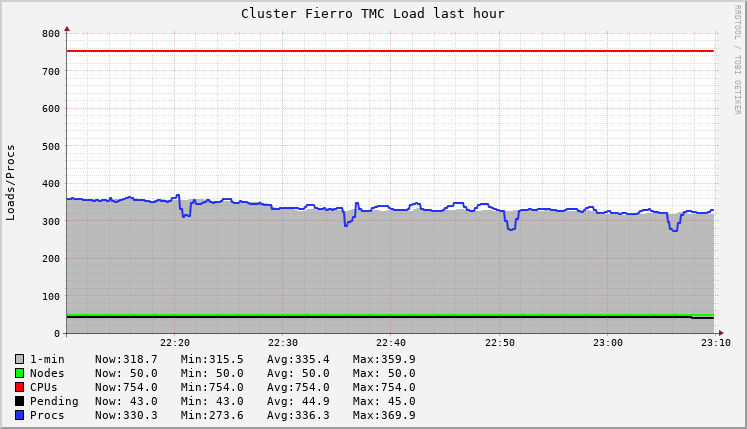 Cluster Fierro TMC Load last hour
RRDTOOL / TOBI OETIKER
Loads/Procs
800
700
600
500
400
300
200
100
0
22:20 22:30 22:40 22:50 23:00 23:10
1-min Now:318.7 Min:315.5 Avg:335.4 Max:359.9
Nodes Now: 50.0 Min: 50.0 Avg: 50.0 Max: 50.0
CPUs Now:754.0 Min:754.0 Avg:754.0 Max:754.0
Pending Now: 43.0 Min: 43.0 Avg: 44.9 Max: 45.0
Procs Now:330.3 Min:273.6 Avg:336.3 Max:369.9